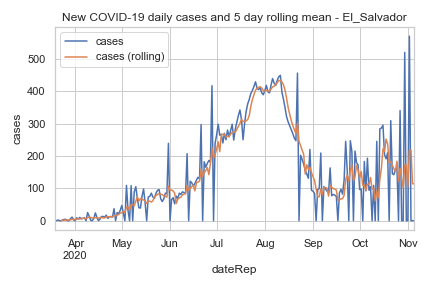 New COVID-19 daily cases and 5 day rolling mean - El_Salvador
cases
cases (rolling)
500
400
300
200
100
0
cases
Apr
2020
May
Jun
Jul
Aug
Sep
Oct
Nov
dateRep